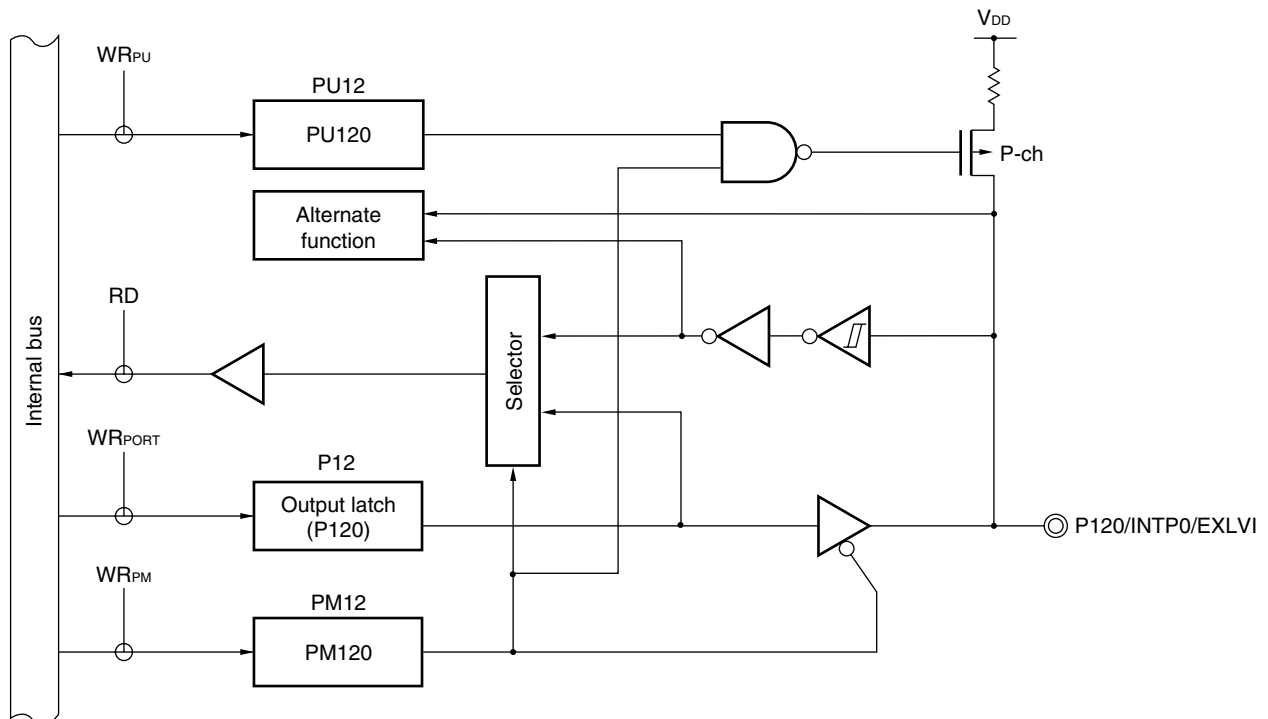 VDD
WRPU
PU12
PU120
P-ch
Alternate
function
RD
Internal bus
Selector
WRPORT
P12
Output latch
(P120)
P120/INTP0/EXLVI
WRPM
PM12
PM120